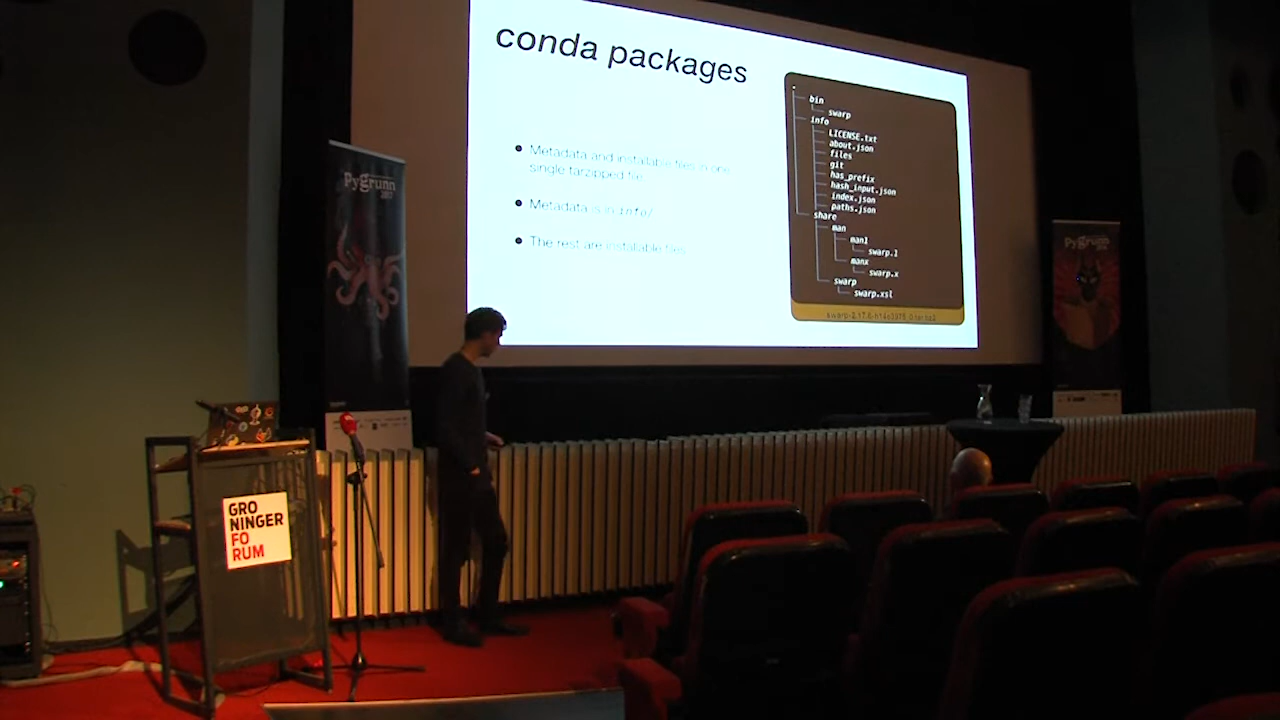 conda packages
Metadata and installable files in one
single tarzipped file
Metadata is in info/
The rest are installable files
.
bin
swarp
info
LICENSE.txt
about.json
files
git
has_prefix
hash_input.json
index.json
paths.json
share
man
man1
swarp.1
manx
swarp.x
swarp
swarp.xsl
PyGrunn
2017
PyGrunn
GRO
NINGER
FO
RUM